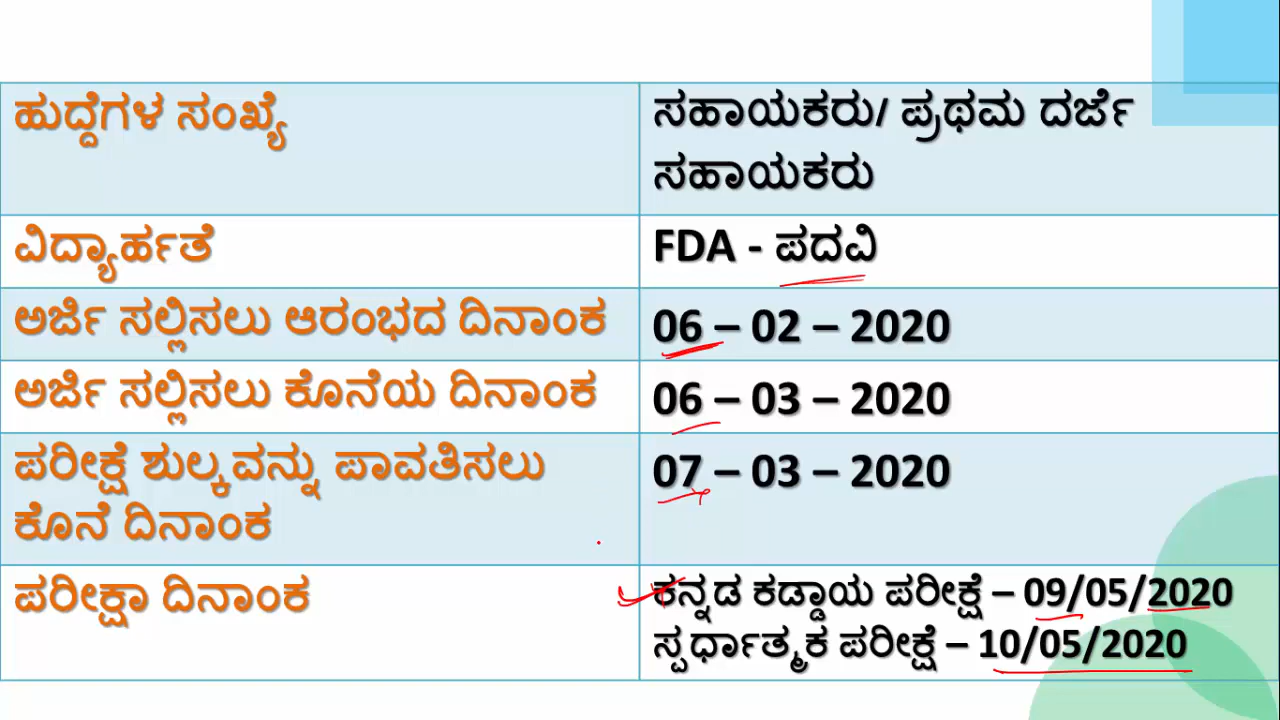 ಹುದ್ದೆಗಳ ಸಂಖ್ಯೆ
ಸಹಾಯಕರು/ ಪ್ರಥಮ ದರ್ಜೆ
ಸಹಾಯಕರು
ವಿದ್ಯಾರ್ಹತೆ
FDA - ಪದವಿ
ಅರ್ಜಿ ಸಲ್ಲಿಸಲು ಆರಂಭದ ದಿನಾಂಕ
06 – 02 – 2020
ಅರ್ಜಿ ಸಲ್ಲಿಸಲು ಕೊನೆಯ ದಿನಾಂಕ
06 – 03 – 2020
ಪರೀಕ್ಷೆ ಶುಲ್ಕವನ್ನು ಪಾವತಿಸಲು
ಕೊನೆ ದಿನಾಂಕ
07 – 03 – 2020
ಪರೀಕ್ಷಾ ದಿನಾಂಕ
ಕನ್ನಡ ಕಡ್ಡಾಯ ಪರೀಕ್ಷೆ – 09/05/2020
ಸ್ಪರ್ಧಾತ್ಮಕ ಪರೀಕ್ಷೆ – 10/05/2020